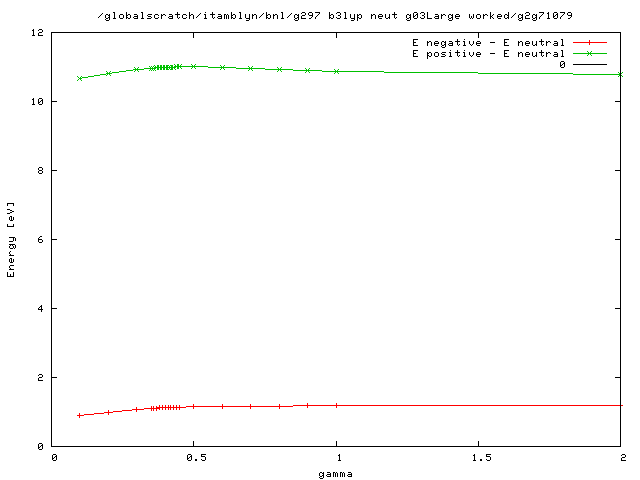 /globalscratch/itamblyn/bnl/g297 b3lyp neut g03Large worked/g2g71079
E negative - E neutral
E positive - E neutral
0
12
10
8
6
4
2
0
Energy [eV]
0 0.5 1 1.5 2
gamma